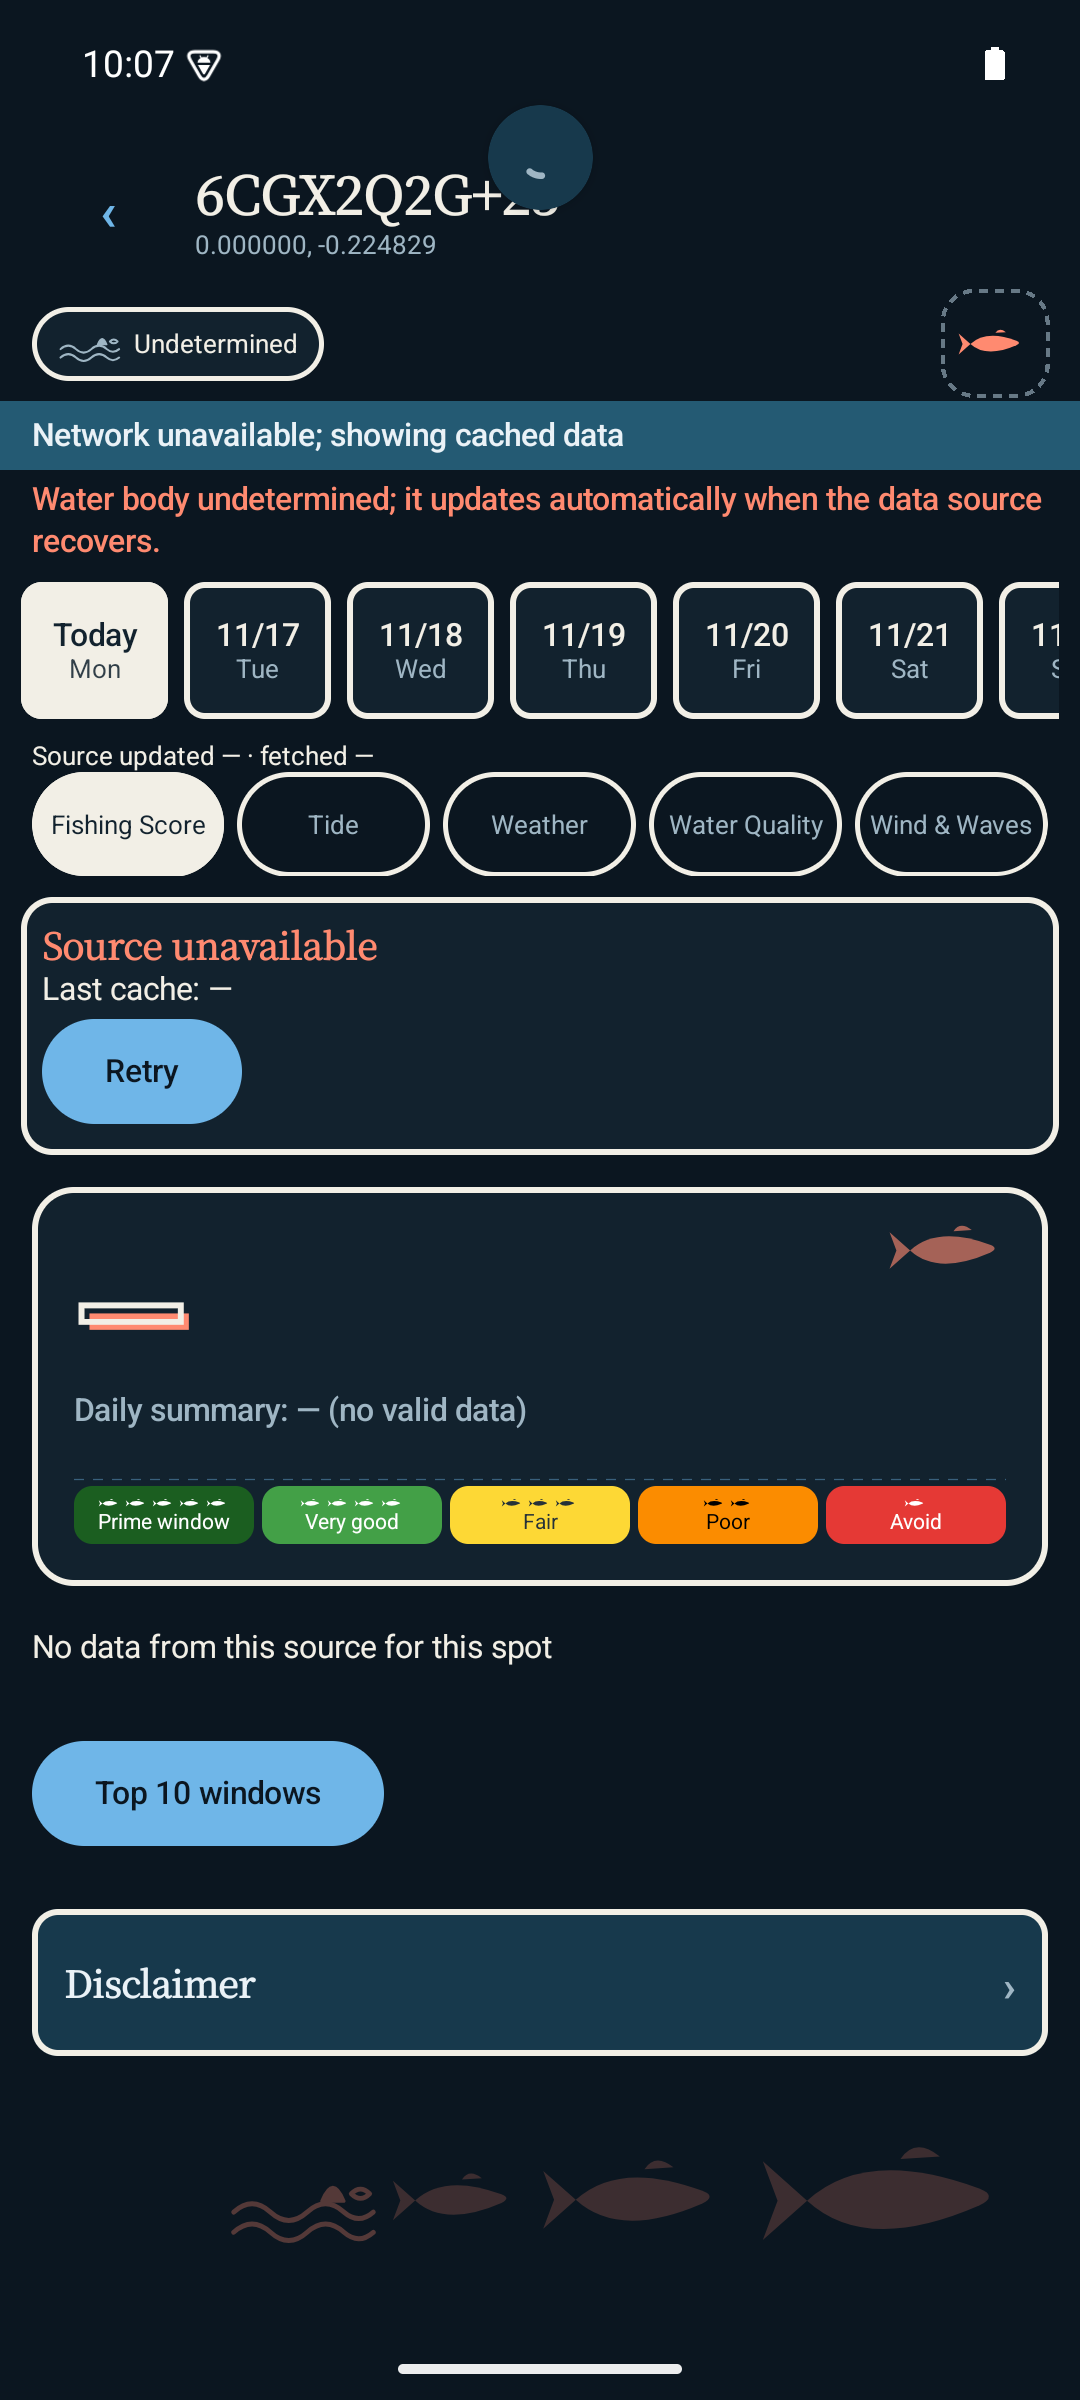 10:07
6CGX2Q2G+
0.000000, -0.224829
Undetermined
Network unavailable; showing cached data
Water body undetermined; it updates automatically when the data source
recovers.
Today
Mon
11/17
Tue
11/18
Wed
11/19
Thu
11/20
Fri
11/21
Sat
11
S
Source updated — · fetched —
Fishing Score
Tide
Weather
Water Quality
Wind & Waves
Source unavailable
Last cache: —
Retry
—
Daily summary: — (no valid data)
Prime window
Very good
Fair
Poor
Avoid
No data from this source for this spot
Top 10 windows
Disclaimer